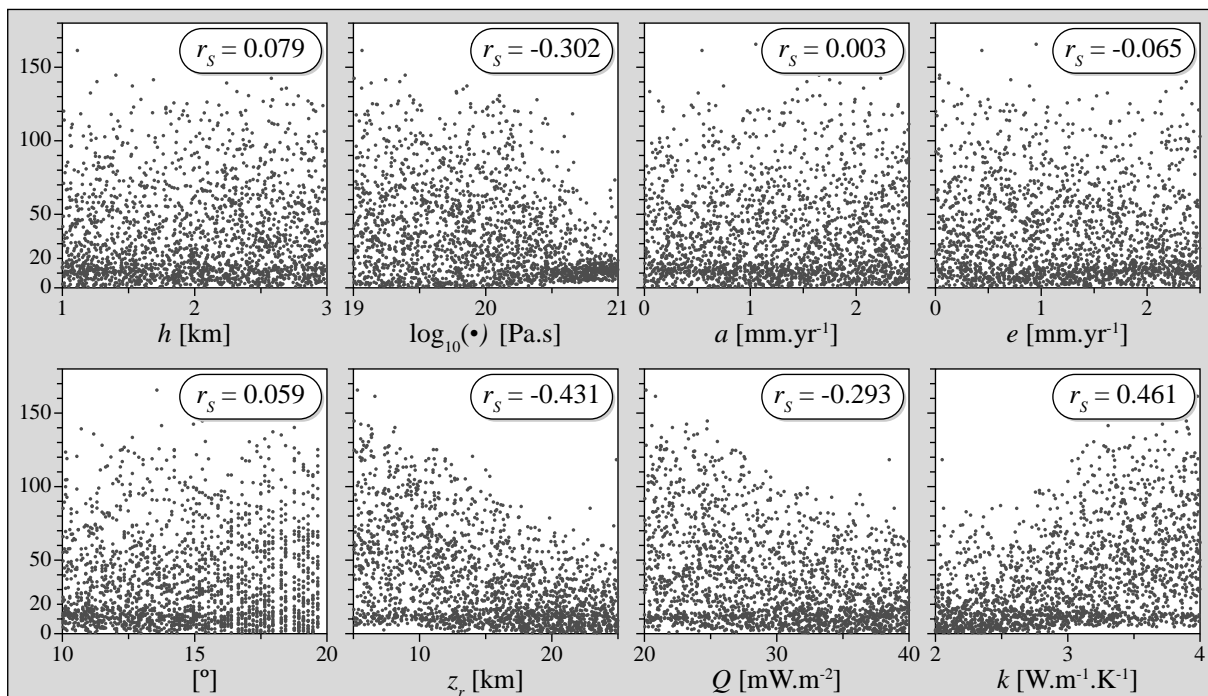 r_s = 0.079
r_s = -0.302
r_s = 0.003
r_s = -0.065
150
100
50
20
0
1 2 3
19 20 21
0 1 2
0 1 2
h [km]
log₁₀(•) [Pa.s]
a [mm.yr⁻¹]
e [mm.yr⁻¹]
r_s = 0.059
r_s = -0.431
r_s = -0.293
r_s = 0.461
150
100
50
20
0
10 15 20
10 15 20
20 30 40
2 3 4
[º]
z_r [km]
Q [mW.m⁻²]
k [W.m⁻¹.K⁻¹]